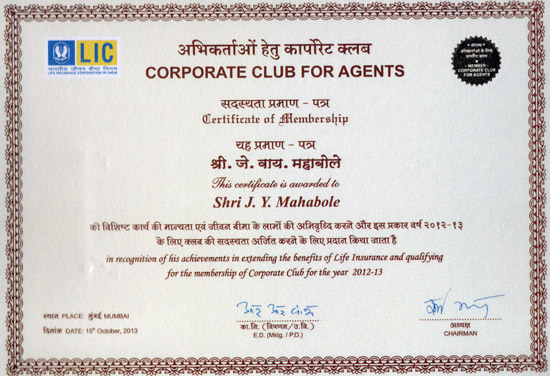 LIC
भारतीय जीवन बीमा निगम
LIFE INSURANCE CORPORATION OF INDIA
अभिकर्ताओं हेतु कार्पोरेट क्लब
CORPORATE CLUB FOR AGENTS
MEMBER
CORPORATE CLUB
FOR AGENTS
सदस्यता प्रमाण - पत्र
Certificate of Membership
यह प्रमाण - पत्र
श्री. जे. वाय. महाबोले
This certificate is awarded to
Shri J. Y. Mahabole
को विशिष्ट कार्य की मान्यता एवं जीवन बीमा के लाभों की अभिवृध्दि करने और इस प्रकार वर्ष २०१२-१३
के लिए क्लब की सदस्यता अर्जित करने के लिए प्रदान किया जाता है
in recognition of his achievements in extending the benefits of Life Insurance and qualifying
for the membership of Corporate Club for the year 2012-13
स्थान PLACE: मुंबई MUMBAI
दिनांक DATE: 15th October, 2013
का.नि. (विपणन/उ.वि.)
E.D. (Mktg. / P.D.)
अध्यक्ष
CHAIRMAN